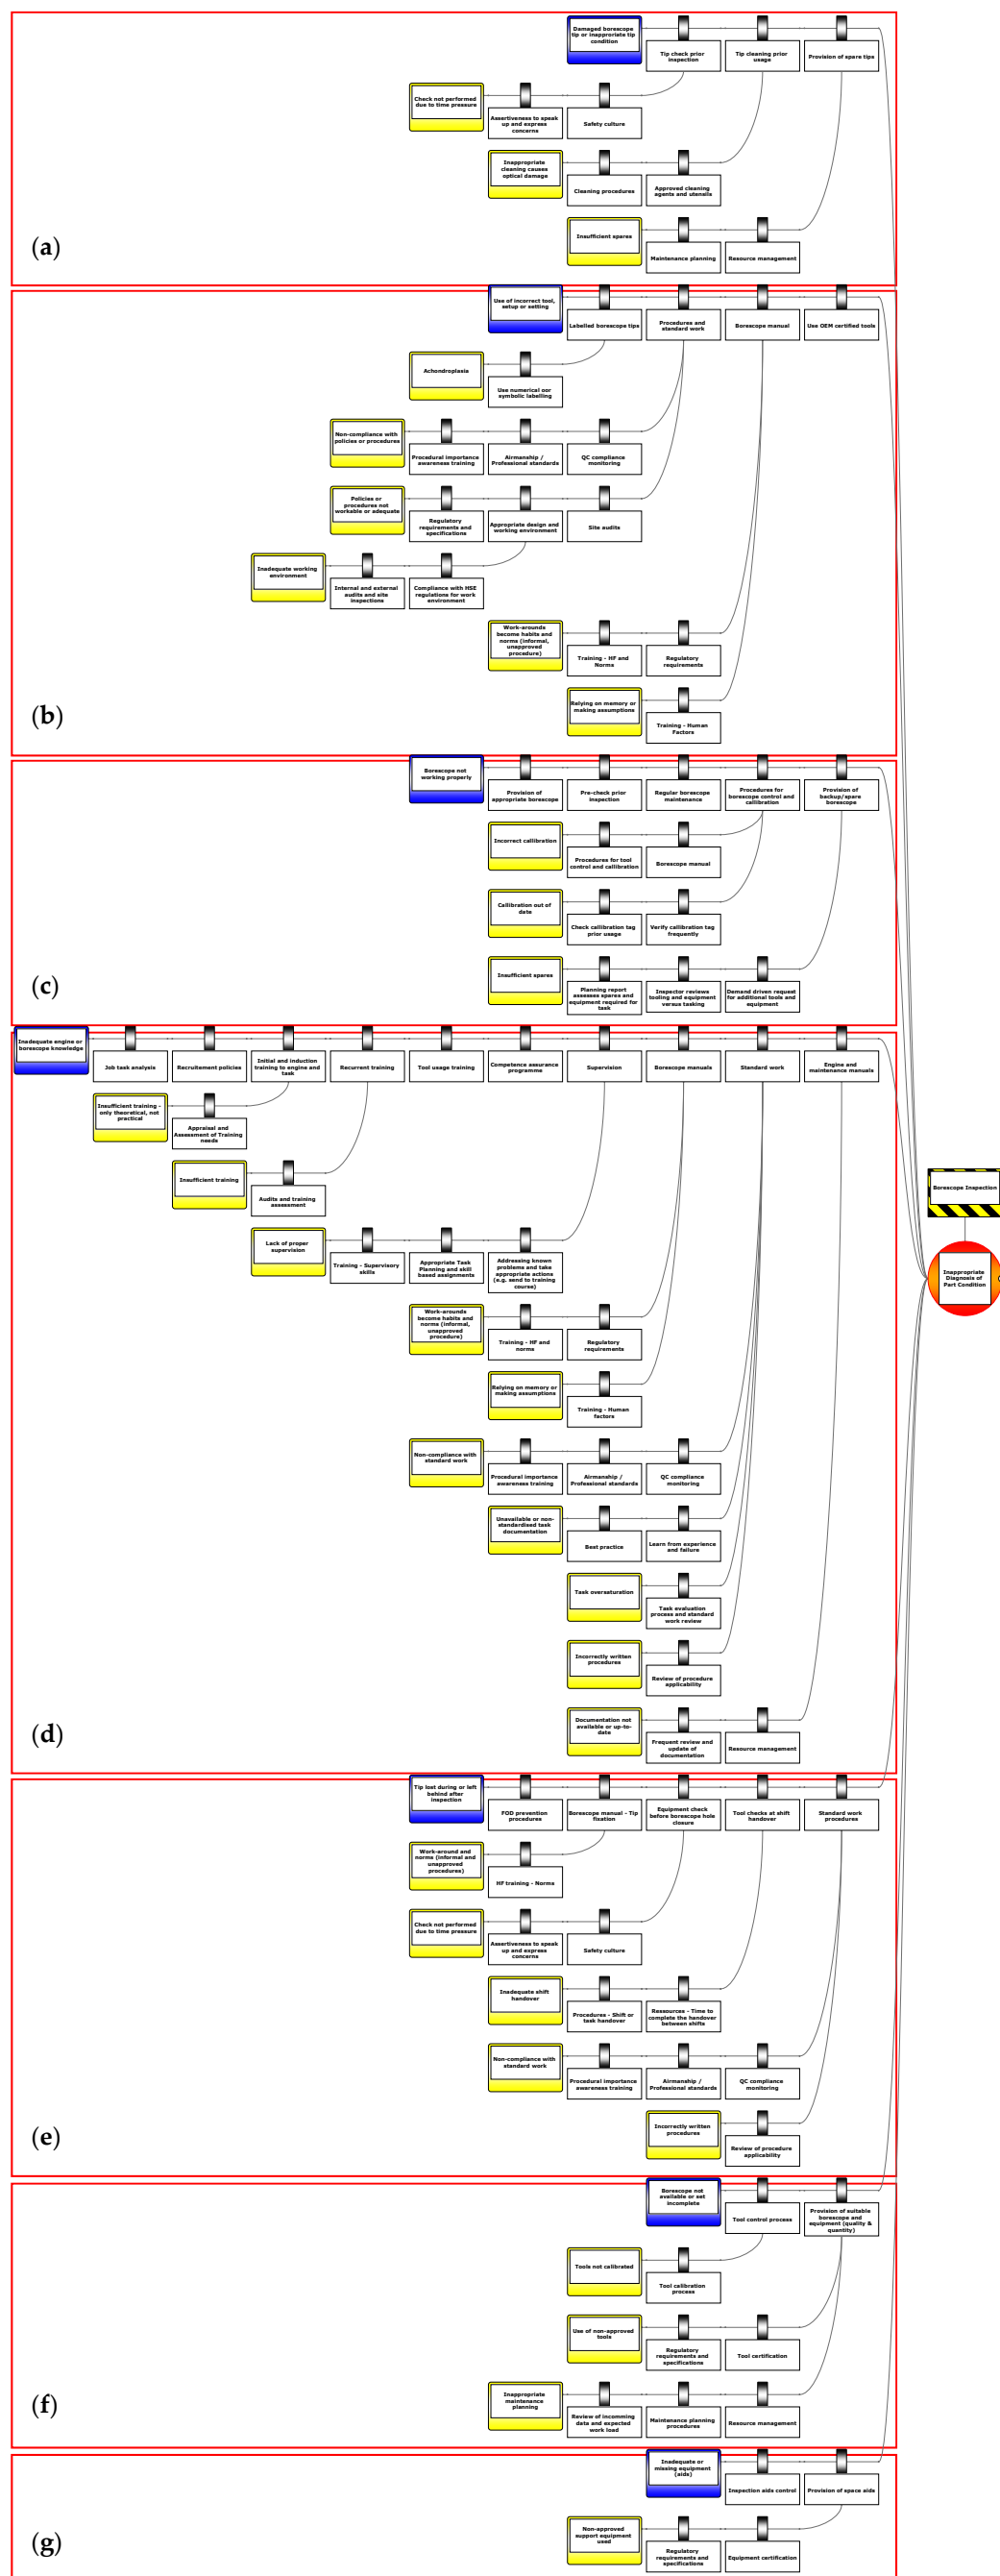 Damaged borescope
tip or inapproriate tip
condition
Tip check prior
inspection
Tip cleaning prior
usage
Provision of spare tips
Check not performed
due to time pressure
Assertiveness to speak
up and express
concerns
Safety culture
Inappropriate
cleaning causes
optical damage
Cleaning procedures
Approved cleaning
agents and utensils
Insufficient spares
Maintenance planning
Resource management
(a)
Use of incorrect tool,
setup or setting
Labelled borescope tips
Procedures and
standard work
Borescope manual
Use OEM certified tools
Achondroplasia
Use numerical oor
symbolic labelling
Non-compliance with
policies or procedures
Procedural importance
awareness training
Airmanship /
Professional standards
QC compliance
monitoring
Policies or
procedures not
workable or adequate
Regulatory
requirements and
specifications
Appropriate design and
working environment
Site audits
Inadequate working
environment
Internal and external
audits and site
inspections
Compliance with HSE
regulations for work
environment
Work-arounds
become habits and
norms (informal,
unapproved
procedure)
Training - HF and
Norms
Regulatory
requirements
Relying on memory or
making assumptions
Training - Human
Factors
(b)
Borescope not
working properly
Provision of
appropriate borescope
Pre-check prior
inspection
Regular borescope
maintenance
Procedures for
borescope control and
callibration
Provision of
backup/spare
borescope
Incorrect callibration
Procedures for tool
control and callibration
Borescope manual
Callibration out of
date
Check callibration tag
prior usage
Verify callibration tag
frequently
Insufficient spares
Planning report
assesses spares and
equipment required for
task
Inspector reviews
tooling and equipment
versus tasking
Demand driven request
for additional tools and
equipment
(c)
Inadequate engine or
borescope knowledge
Job task analysis
Recruitement policies
Initial and induction
training to engine and
task
Recurrent training
Tool usage training
Competence assurance
programme
Supervision
Borescope manuals
Standard work
Engine and
maintenance manuals
Insufficient training -
only theoretical, not
practical
Appraisal and
Assessment of Training
needs
Insufficient training
Audits and training
assessment
Borescope Inspection
Lack of proper
supervision
Training - Supervisory
skills
Appropriate Task
Planning and skill
based assignments
Addressing known
problems and take
appropriate actions
(e.g. send to training
course)
Inappropriate
Diagnosis of
Part Condition
Work-arounds
become habits and
norms (informal,
unapproved
procedure)
Training - HF and
norms
Regulatory
requirements
Relying on memory or
making assumptions
Training - Human
factors
Non-compliance with
standard work
Procedural importance
awareness training
Airmanship /
Professional standards
QC compliance
monitoring
Unavailable or non-
standardised task
documentation
Best practice
Learn from experience
and failure
Task oversaturation
Task evaluation
process and standard
work review
Incorrectly written
procedures
Review of procedure
applicability
Documentation not
available or up-to-
date
Frequent review and
update of
documentation
Resource management
(d)
Tip lost during or left
behind after
inspection
FOD prevention
procedures
Borescope manual - Tip
fixation
Equipment check
before borescope hole
closure
Tool checks at shift
handover
Standard work
procedures
Work-around and
norms (informal and
unapproved
procedures)
HF training - Norms
Check not performed
due to time pressure
Assertiveness to speak
up and express
concerns
Safety culture
Inadequate shift
handover
Procedures - Shift or
task handover
Ressources - Time to
complete the handover
between shifts
Non-compliance with
standard work
Procedural importance
awareness training
Airmanship /
Professional standards
QC compliance
monitoring
Incorrectly written
procedures
Review of procedure
applicability
(e)
Borescope not
available or set
incomplete
Tool control process
Provision of suitable
borescope and
equipment (quality &
quantity)
Tools not calibrated
Tool calibration
process
Use of non-approved
tools
Regulatory
requirements and
specifications
Tool certification
Inappropriate
maintenance
planning
Review of incomming
data and expected
work load
Maintenance planning
procedures
Resource management
(f)
Inadequate or
missing equipment
(aids)
Inspection aids control
Provision of space aids
Non-approved
support equipment
used
Regulatory
requirements and
specifications
Equipment certification
(g)